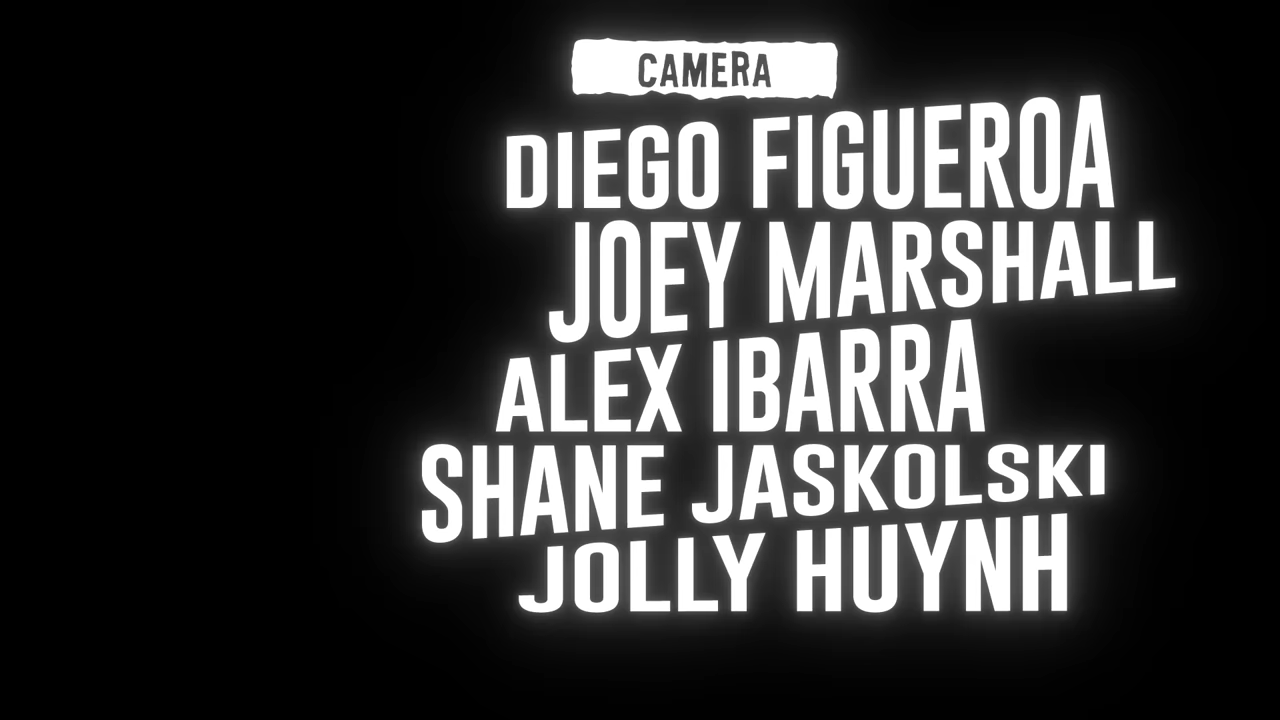 CAMERA
DIEGO FIGUEROA
JOEY MARSHALL
ALEX IBARRA
SHANE JASKOLSKI
JOLLY HUYNH